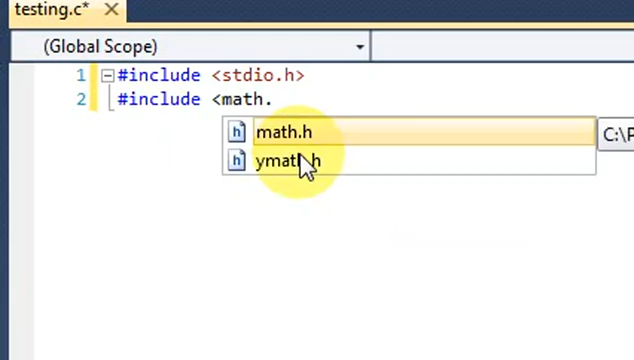 testing.c*
(Global Scope)
1 #include <stdio.h>
2 #include <math.
math.h
C:\P
ymath.h